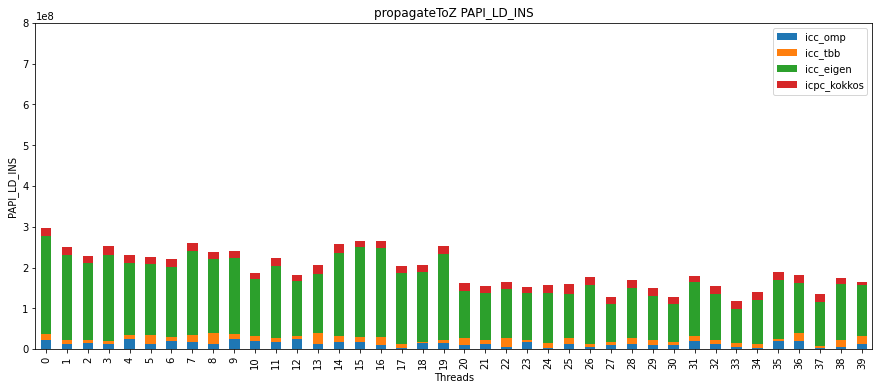 propagateToZ PAPI_LD_INS
1e8
8
7
6
5
4
3
2
1
0
PAPI_LD_INS
icc_omp
icc_tbb
icc_eigen
icpc_kokkos
0 1 2 3 4 5 6 7 8 9 10 11 12 13 14 15 16 17 18 19 20 21 22 23 24 25 26 27 28 29 30 31 32 33 34 35 36 37 38 39
Threads